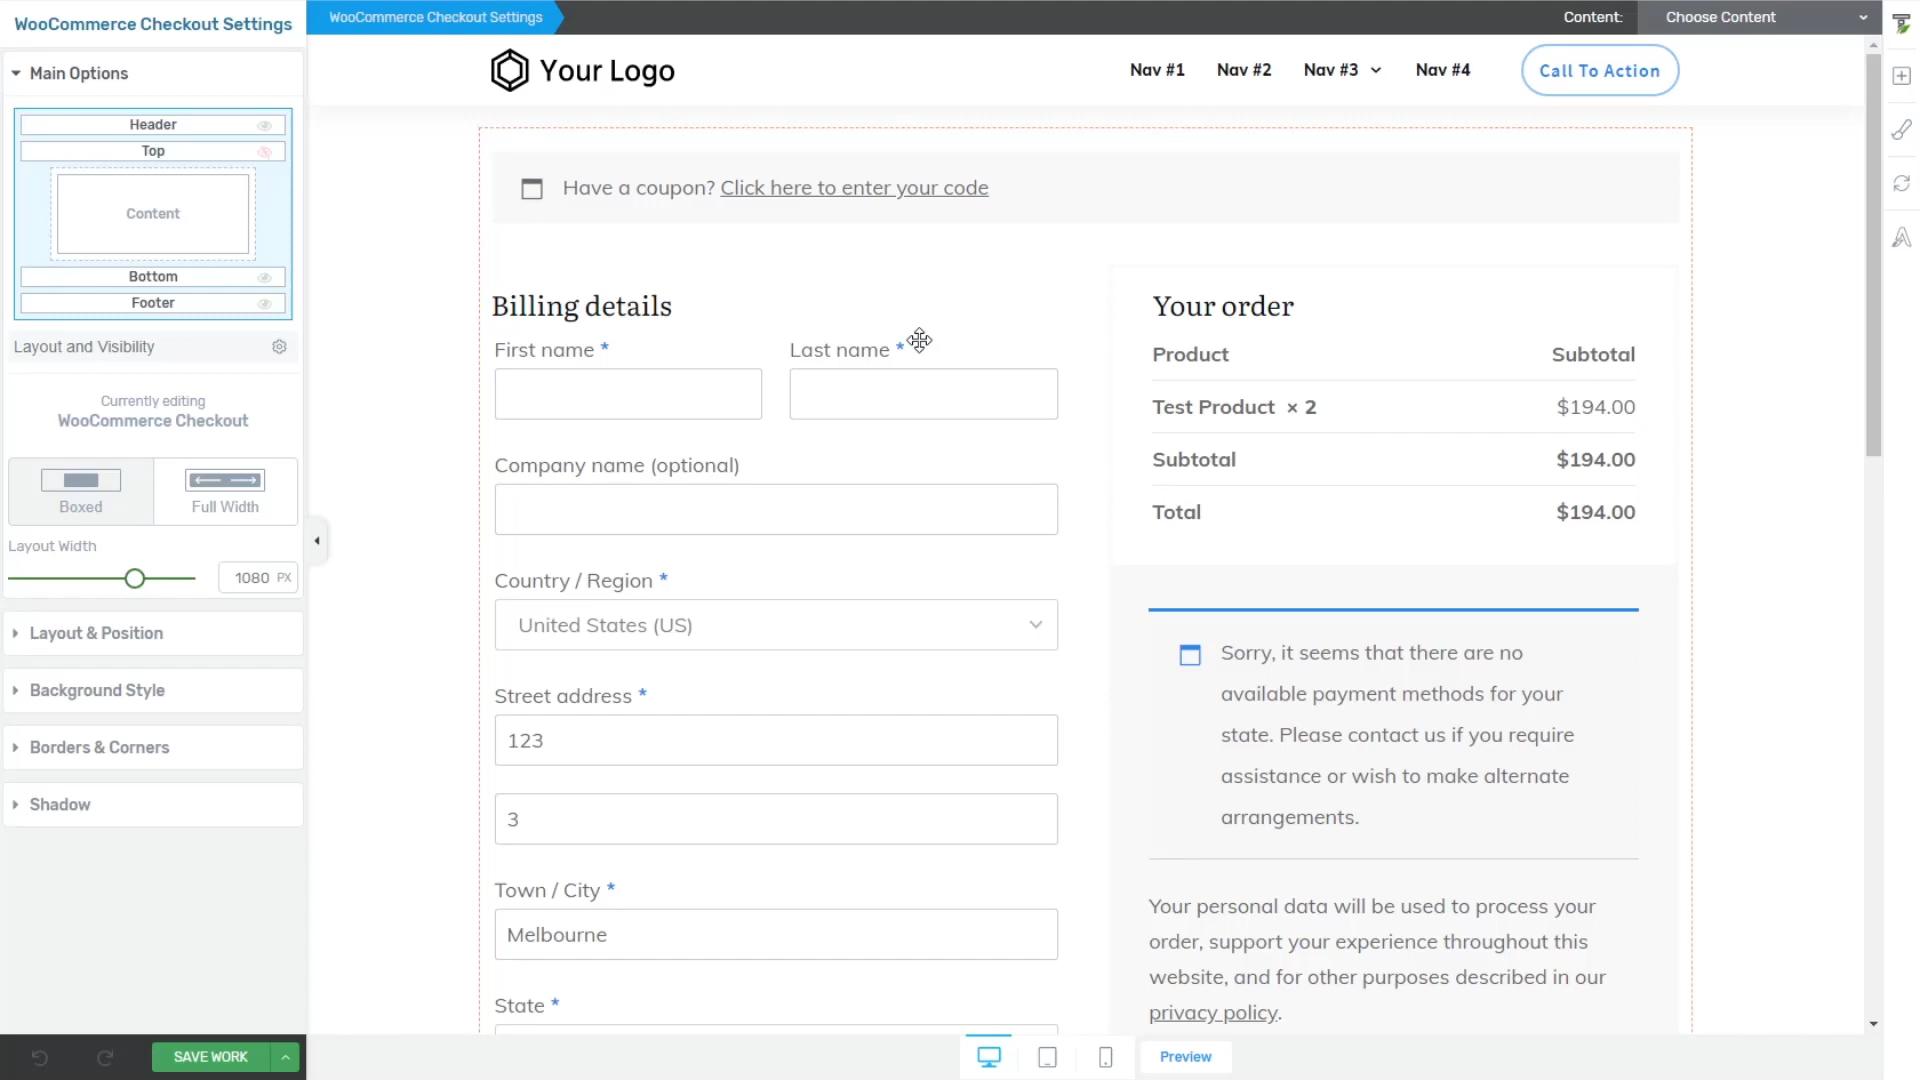 WooCommerce Checkout Settings
WooCommerce Checkout Settings
Content:
Choose Content
Main Options
Header
Top
Content
Bottom
Footer
Layout and Visibility
Currently editing
WooCommerce Checkout
Boxed
Full Width
Layout Width
1080 PX
Layout & Position
Background Style
Borders & Corners
Shadow
SAVE WORK
Your Logo
Nav #1
Nav #2
Nav #3
Nav #4
Call To Action
Have a coupon? Click here to enter your code
Billing details
First name *
Last name *
Company name (optional)
Country / Region *
United States (US)
Street address *
123
3
Town / City *
Melbourne
State *
Your order
Product Subtotal
Test Product × 2 $194.00
Subtotal $194.00
Total $194.00
Sorry, it seems that there are no
available payment methods for your
state. Please contact us if you require
assistance or wish to make alternate
arrangements.
Your personal data will be used to process your
order, support your experience throughout this
website, and for other purposes described in our
privacy policy.
Preview